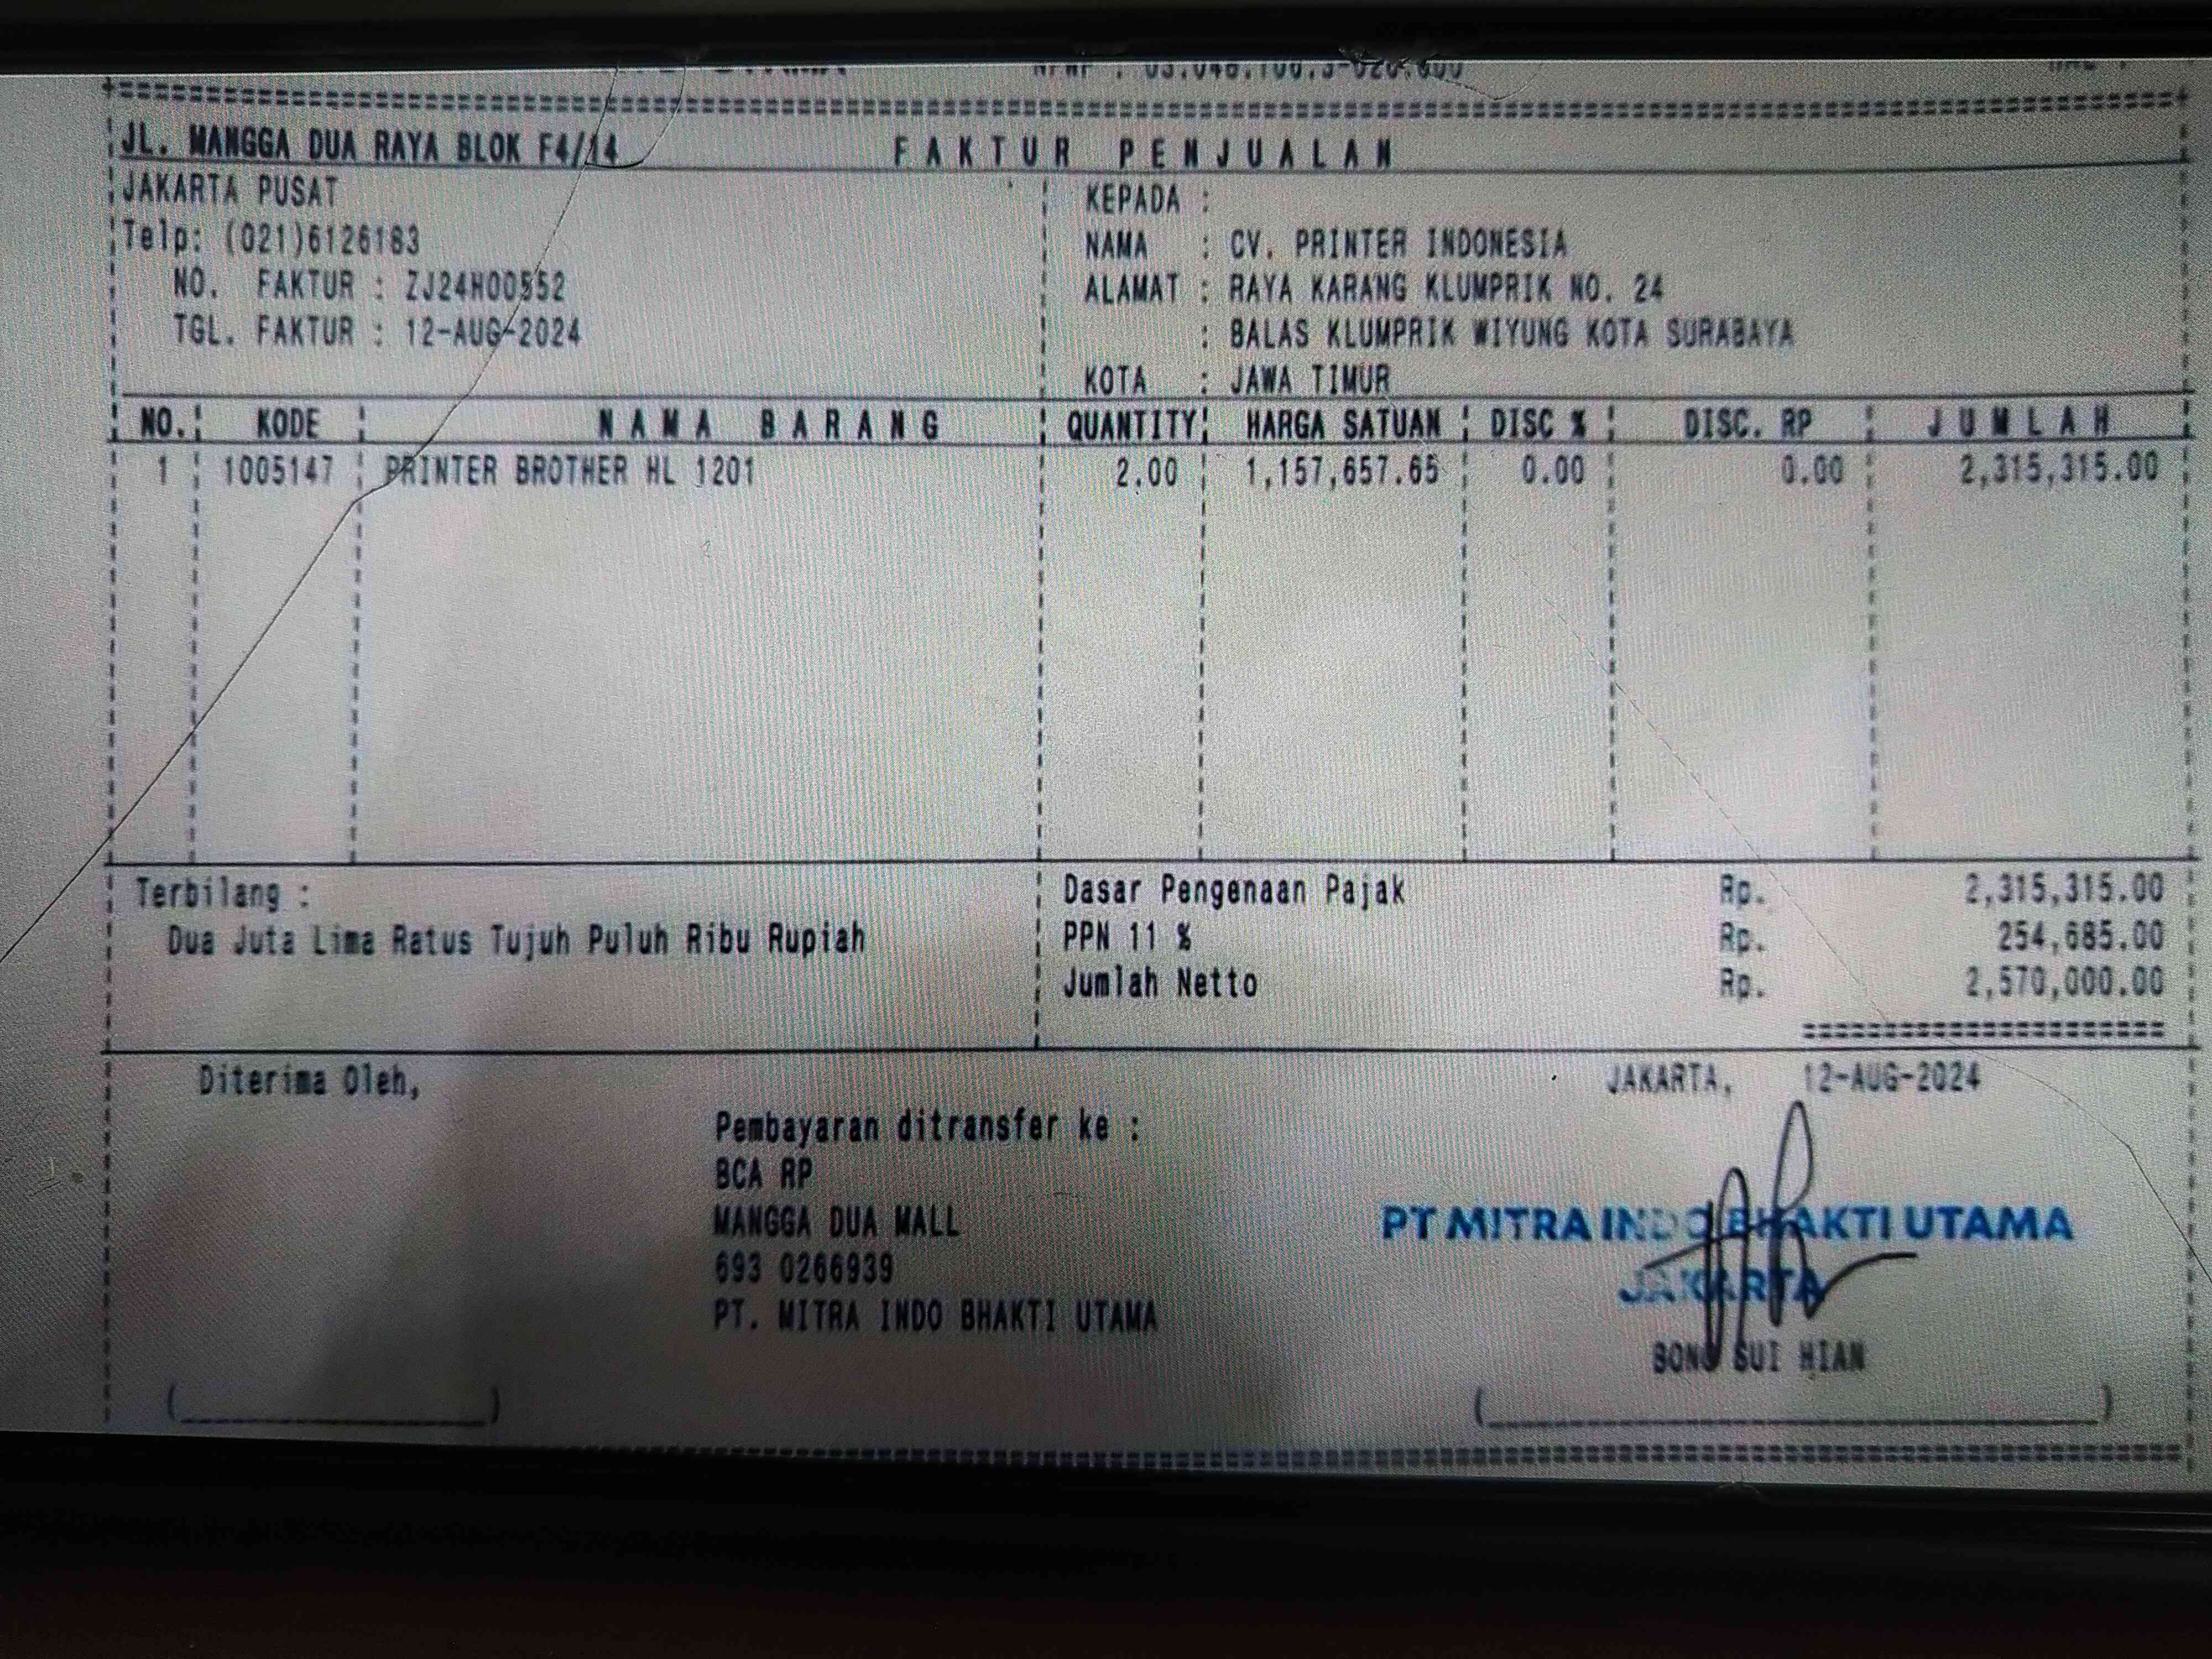 JL. MANGGA DUA RAYA BLOK F4/14
FAKTUR PENJUALAN
JAKARTA PUSAT
Telp: (021)6126183
NO. FAKTUR : ZJ24H00552
TGL. FAKTUR : 12-AUG-2024
KEPADA :
NAMA : CV. PRINTER INDONESIA
ALAMAT : RAYA KARANG KLUMPRIK NO. 24
: BALAS KLUMPRIK WIYUNG KOTA SURABAYA
KOTA : JAWA TIMUR
NO. KODE NAMA BARANG QUANTITY HARGA SATUAN DISC % DISC. RP JUMLAH
1 1005147 PRINTER BROTHER HL 1201 2.00 1,157,657.65 0.00 0.00 2,315,315.00
Terbilang :
Dua Juta Lima Ratus Tujuh Puluh Ribu Rupiah
Dasar Pengenaan Pajak Rp. 2,315,315.00
PPN 11 % Rp. 254,685.00
Jumlah Netto Rp. 2,570,000.00
Diterima Oleh,
Pembayaran ditransfer ke :
BCA RP
MANGGA DUA MALL
693 0266939
PT. MITRA INDO BHAKTI UTAMA
JAKARTA, 12-AUG-2024
PT MITRA INDO BHAKTI UTAMA
JAKARTA
BONG SUI HIAN